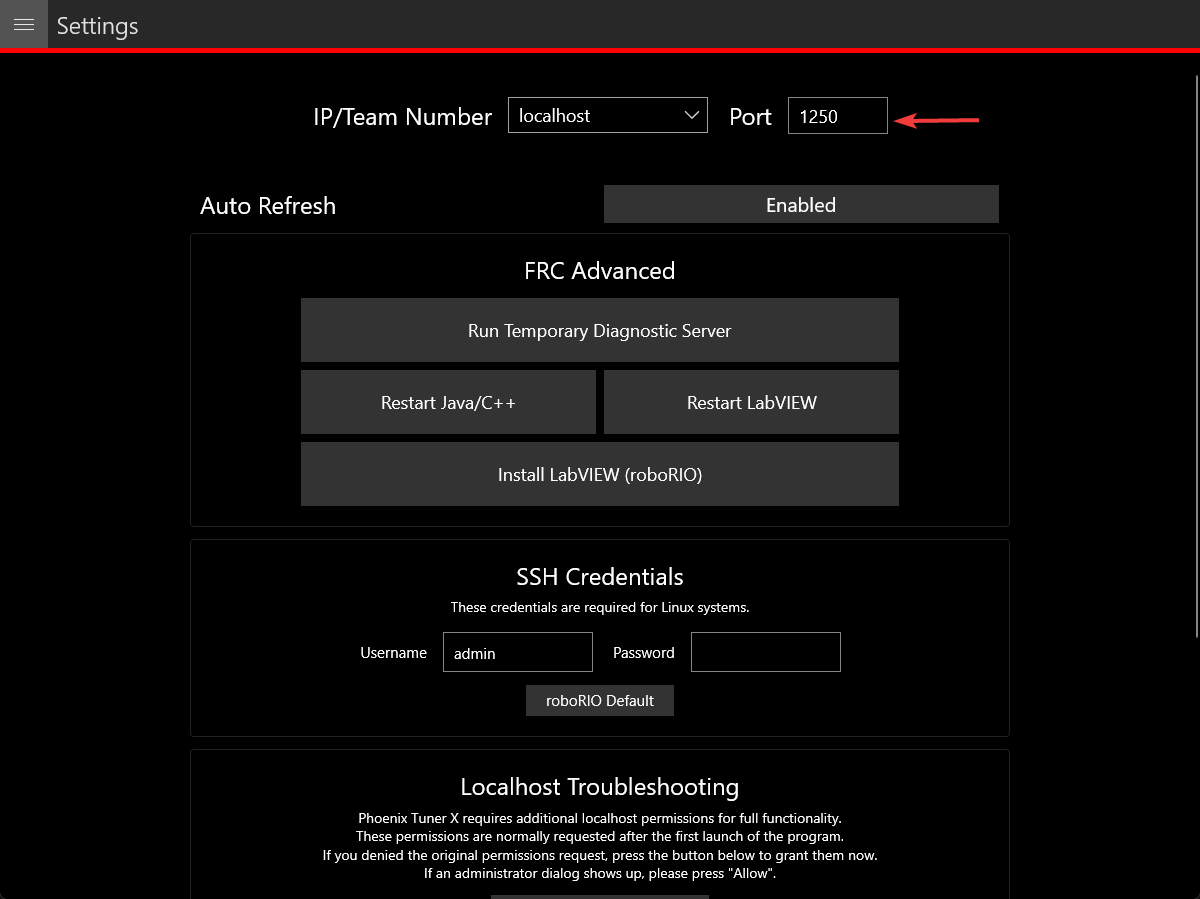 Settings
IP/Team Number localhost Port 1250
Auto Refresh Enabled
FRC Advanced
Run Temporary Diagnostic Server
Restart Java/C++ Restart LabVIEW
Install LabVIEW (roboRIO)
SSH Credentials
These credentials are required for Linux systems.
Username admin Password
roboRIO Default
Localhost Troubleshooting
Phoenix Tuner X requires additional localhost permissions for full functionality.
These permissions are normally requested after the first launch of the program.
If you denied the original permissions request, press the button below to grant them now.
If an administrator dialog shows up, please press "Allow".